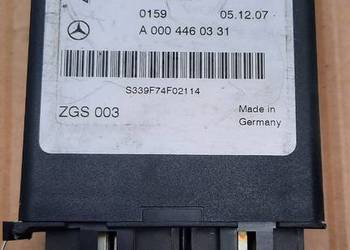 0159 05.12.07
A 000 446 03 31
S339F74F02114
ZGS 003
Made in
Germany